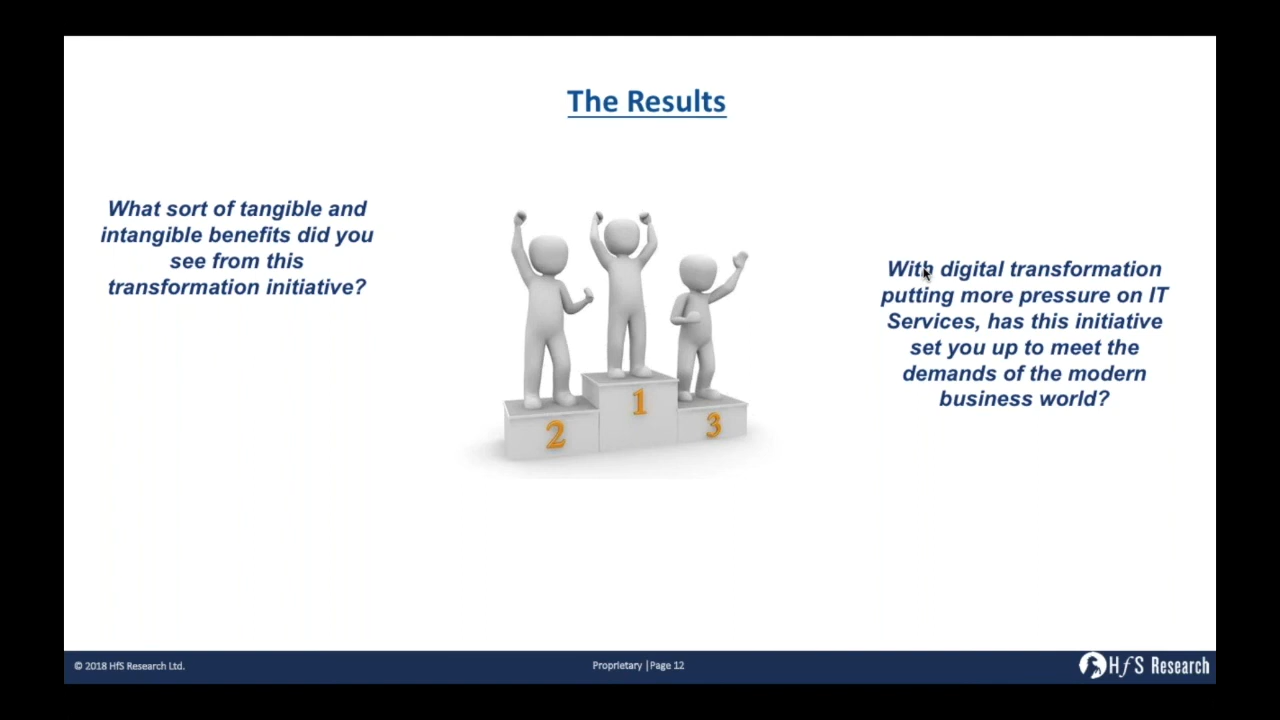 The Results
What sort of tangible and
intangible benefits did you
see from this
transformation initiative?
With digital transformation
putting more pressure on IT
Services, has this initiative
set you up to meet the
demands of the modern
business world?
2
1
3
© 2018 HfS Research Ltd.
Proprietary | Page 12
HfS Research